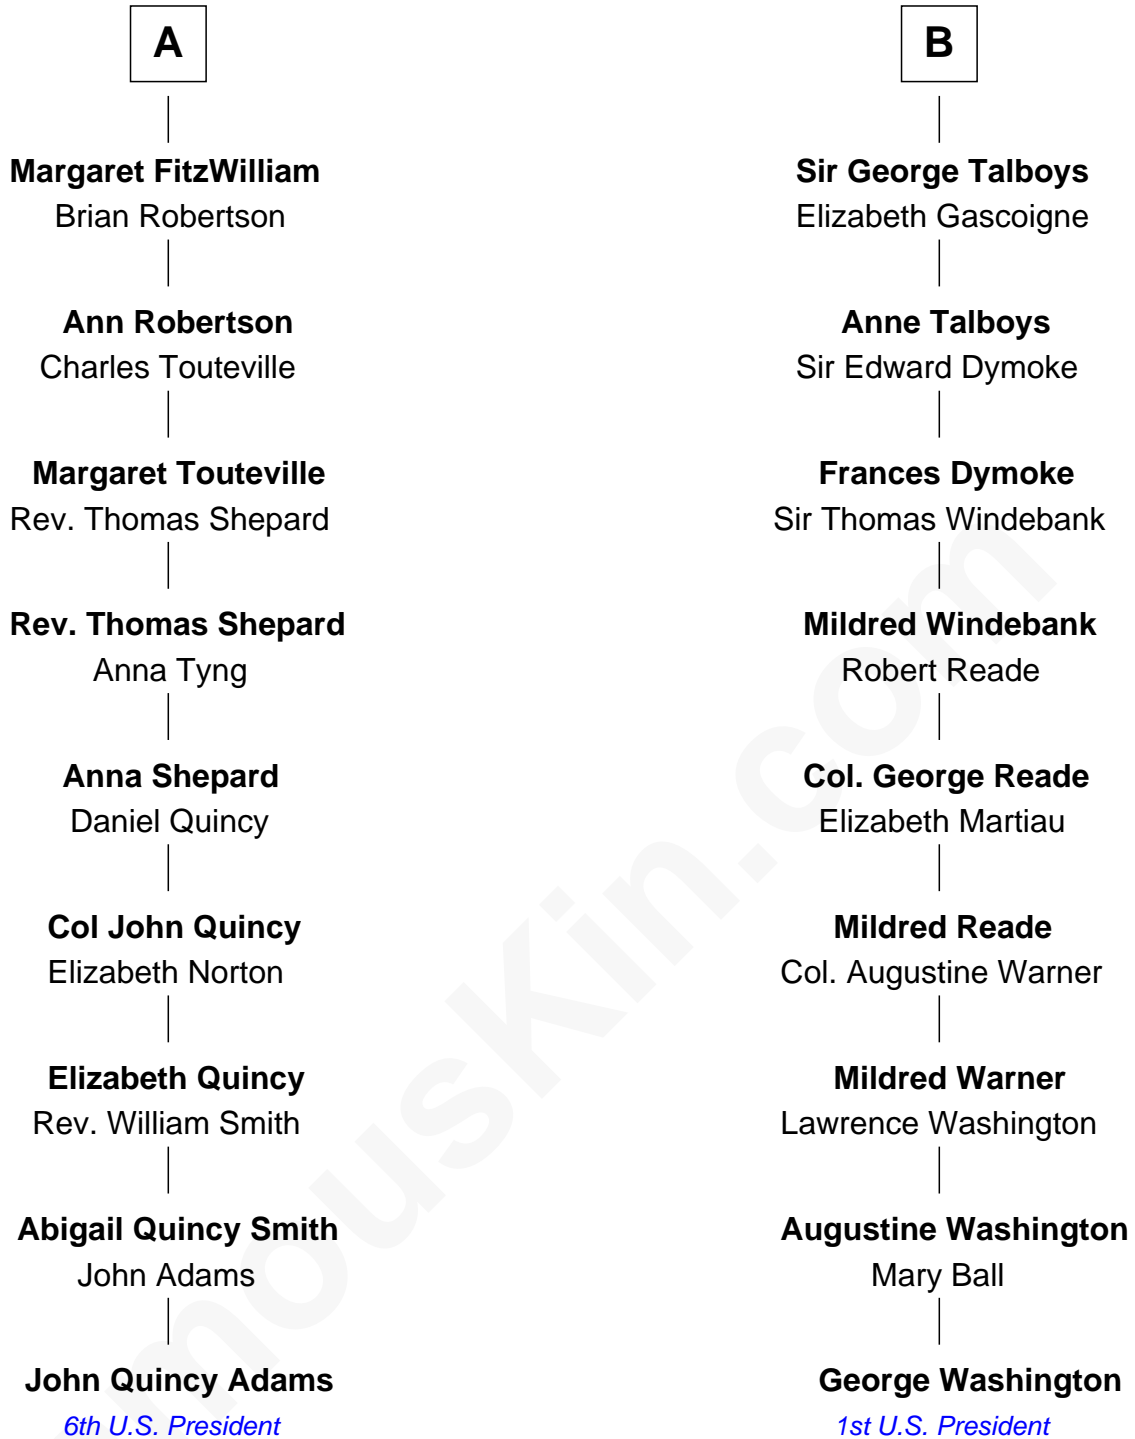 A
Margaret FitzWilliam
Brian Robertson
Ann Robertson
Charles Touteville
Margaret Touteville
Rev. Thomas Shepard
Rev. Thomas Shepard
Anna Tyng
Anna Shepard
Daniel Quincy
Col John Quincy
Elizabeth Norton
Elizabeth Quincy
Rev. William Smith
Abigail Quincy Smith
John Adams
John Quincy Adams
6th U.S. President
B
Sir George Talboys
Elizabeth Gascoigne
Anne Talboys
Sir Edward Dymoke
Frances Dymoke
Sir Thomas Windebank
Mildred Windebank
Robert Reade
Col. George Reade
Elizabeth Martiau
Mildred Reade
Col. Augustine Warner
Mildred Warner
Lawrence Washington
Augustine Washington
Mary Ball
George Washington
1st U.S. President
mousKin.com